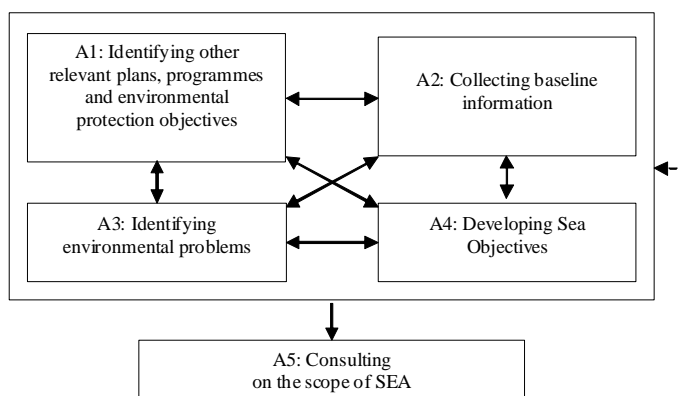 A1: Identifying other
relevant plans, programmes
and environmental
protection objectives
A2: Collecting baseline
information
A3: Identifying
environmental problems
A4: Developing Sea
Objectives
A5: Consulting
on the scope of SEA